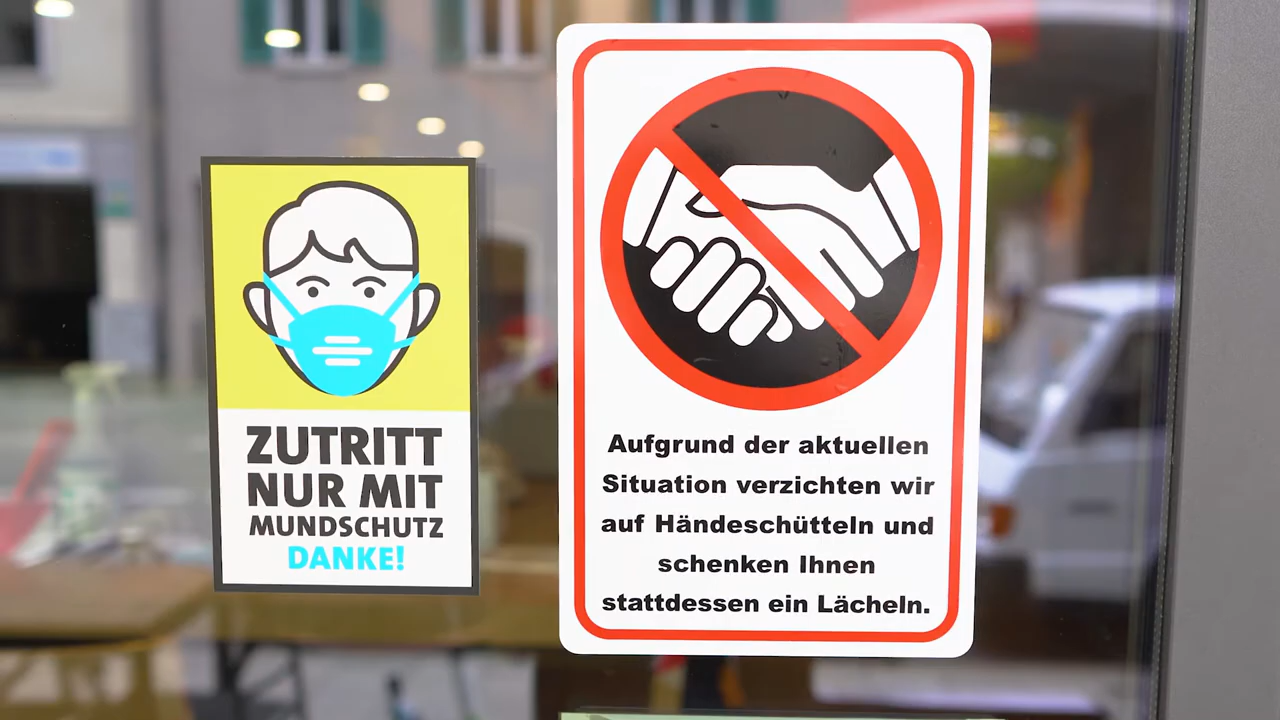 ZUTRITT
NUR MIT
MUNDSCHUTZ
DANKE!
Aufgrund der aktuellen
Situation verzichten wir
auf Händeschütteln und
schenken Ihnen
stattdessen ein Lächeln.